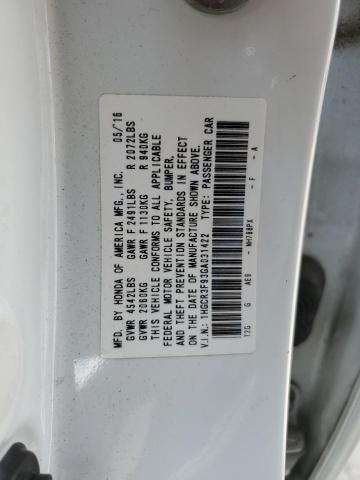 MFD. BY HONDA OF AMERICA MFG., INC. 05/16
GVWR 4542LBS GAWR F 2491LBS R 2072LBS
GVWR 2060KG GAWR F 1130KG R 940KG
THIS VEHICLE CONFORMS TO ALL APPLICABLE
FEDERAL MOTOR VEHICLE SAFETY, BUMPER,
AND THEFT PREVENTION STANDARDS IN EFFECT
ON THE DATE OF MANUFACTURE SHOWN ABOVE.
V.I.N.: 1HGCR3F93GA031422 TYPE: PASSENGER CAR
T2G G AE9 - NH788PX - F - A